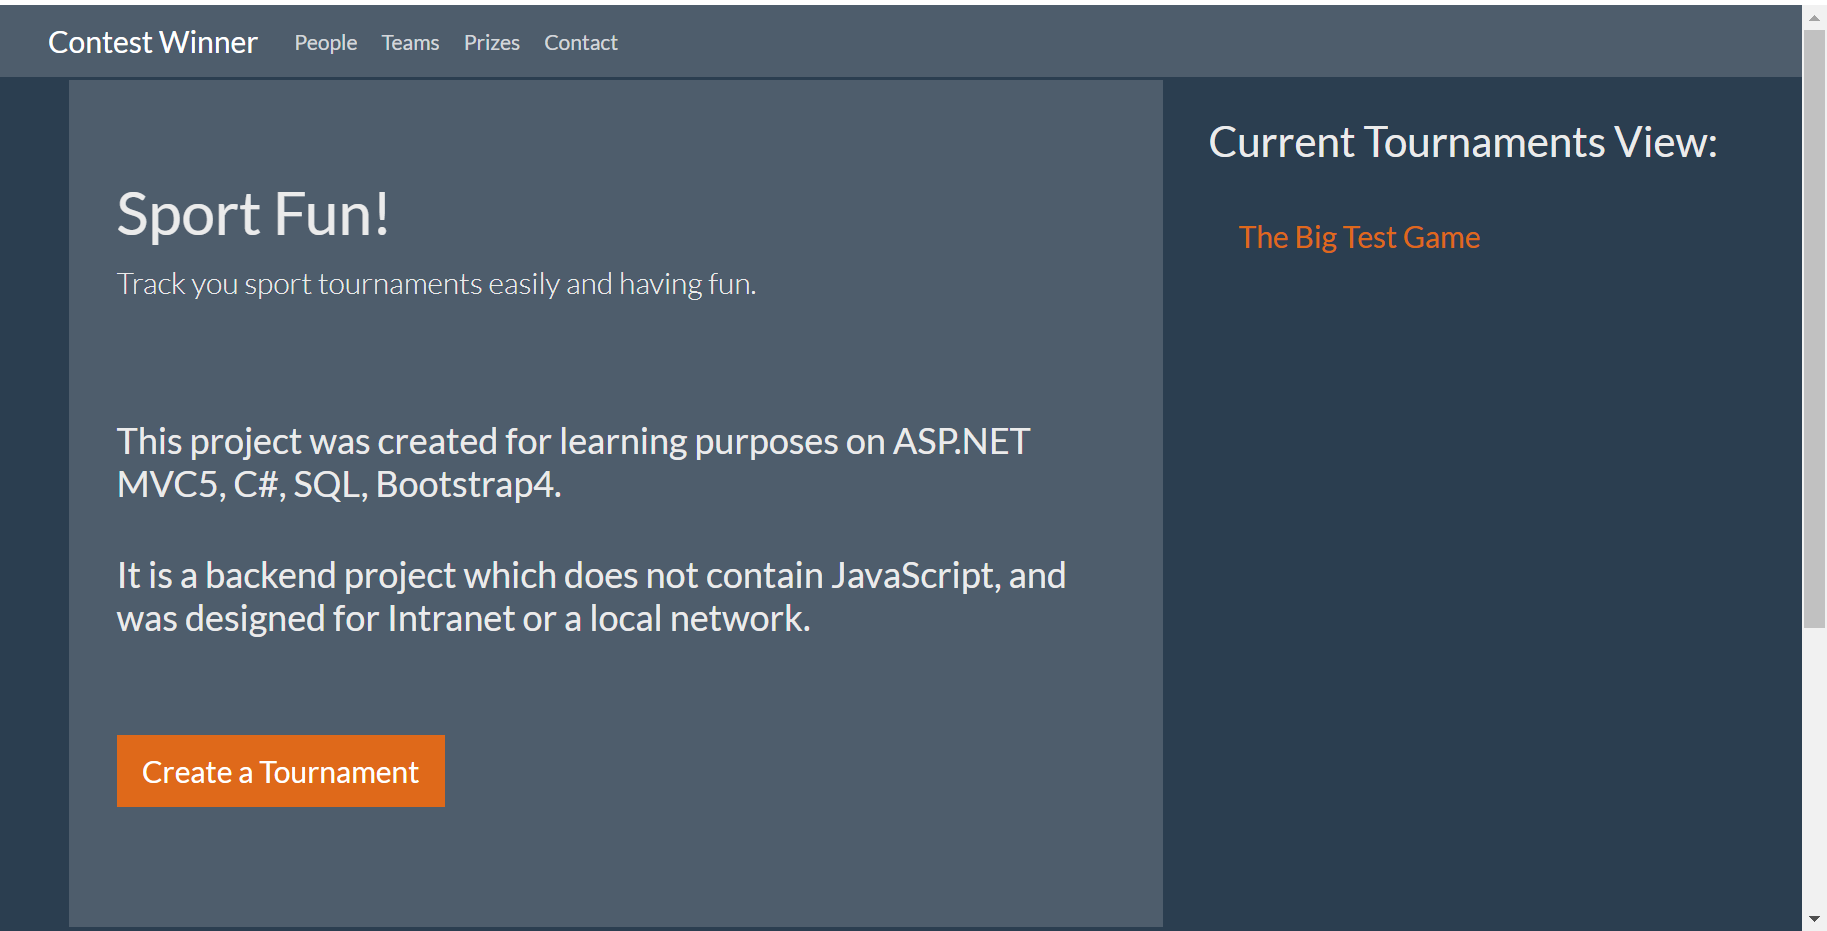 Contest Winner People Teams Prizes Contact
Sport Fun!
Track you sport tournaments easily and having fun.
This project was created for learning purposes on ASP.NET
MVC5, C#, SQL, Bootstrap4.
It is a backend project which does not contain JavaScript, and
was designed for Intranet or a local network.
Create a Tournament
Current Tournaments View:
The Big Test Game